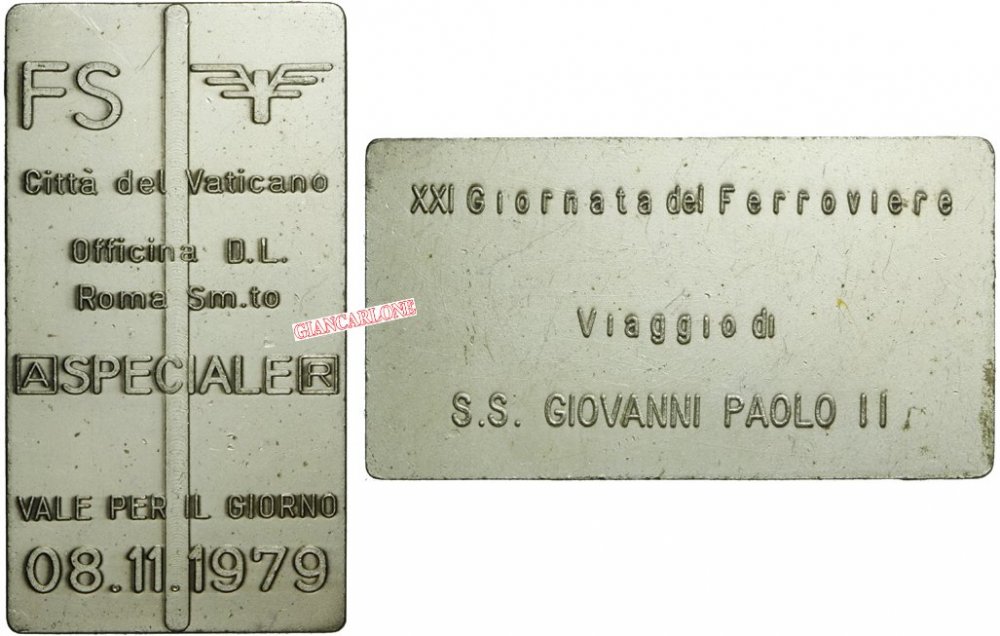 FS
Città del Vaticano
Officina D.L.
Roma Sm.to
A SPECIALE R
VALE PER IL GIORNO
08.11.1979
GIANCARLONE
XXI Giornata del Ferroviere
Viaggio di
S.S. GIOVANNI PAOLO II